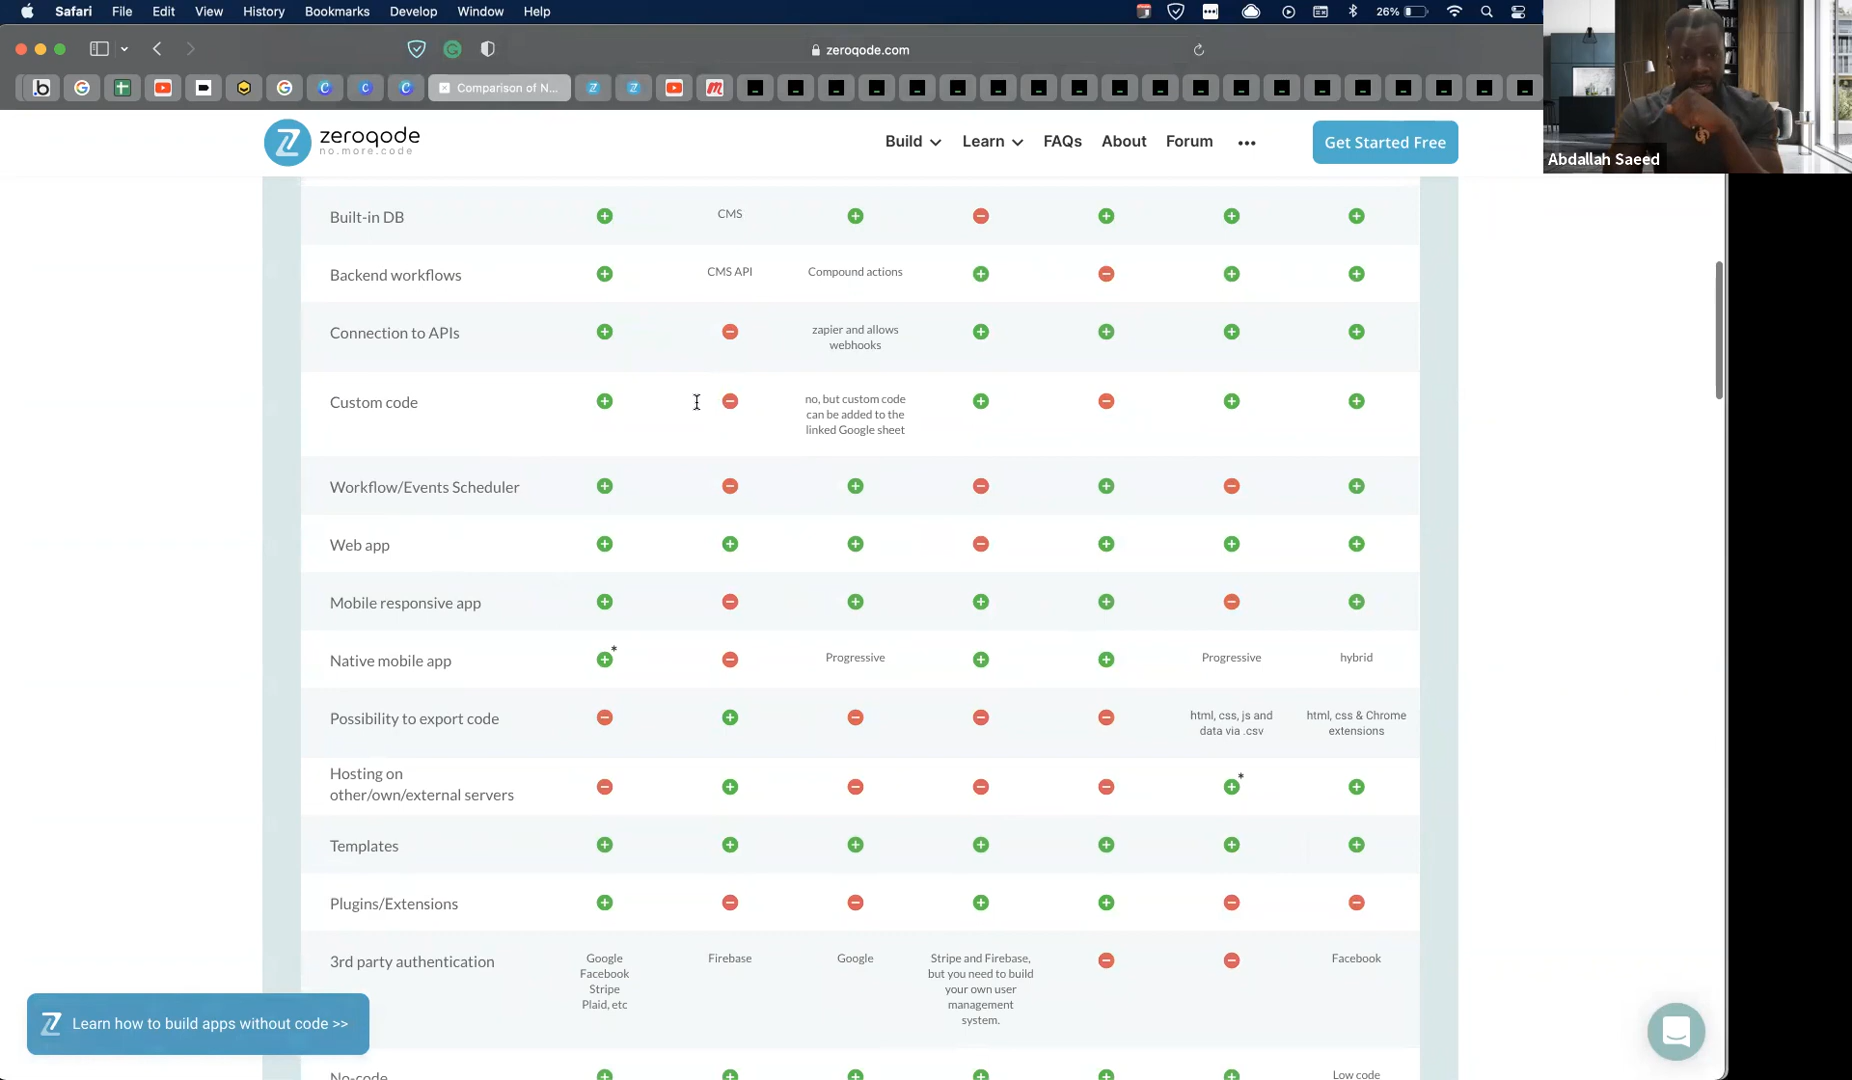 Safari File Edit View History Bookmarks Develop Window Help 26%
zeroqode.com
Comparison of N...
zeroqode
no.more.code
Build Learn FAQs About Forum ••• Get Started Free
Abdallah Saeed
Built-in DB CMS
Backend workflows CMS API Compound actions
Connection to APIs zapier and allows
webhooks
Custom code no, but custom code
can be added to the
linked Google sheet
Workflow/Events Scheduler
Web app
Mobile responsive app
Native mobile app * Progressive Progressive hybrid
Possibility to export code html, css, js and html, css & Chrome
data via .csv extensions
Hosting on *
other/own/external servers
Templates
Plugins/Extensions
3rd party authentication Google Firebase Google Stripe and Firebase, Facebook
Facebook but you need to build
Stripe your own user
Plaid, etc management
system.
Learn how to build apps without code >>
No-code Low code